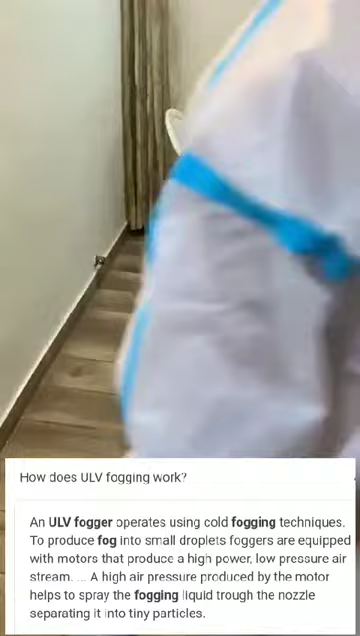 How does ULV fogging work?
An ULV fogger operates using cold fogging techniques.
To produce fog into small droplets foggers are equipped
with motors that produce a high power, low pressure air
stream. ... A high air pressure produced by the motor
helps to spray the fogging liquid trough the nozzle
separating it into tiny particles.